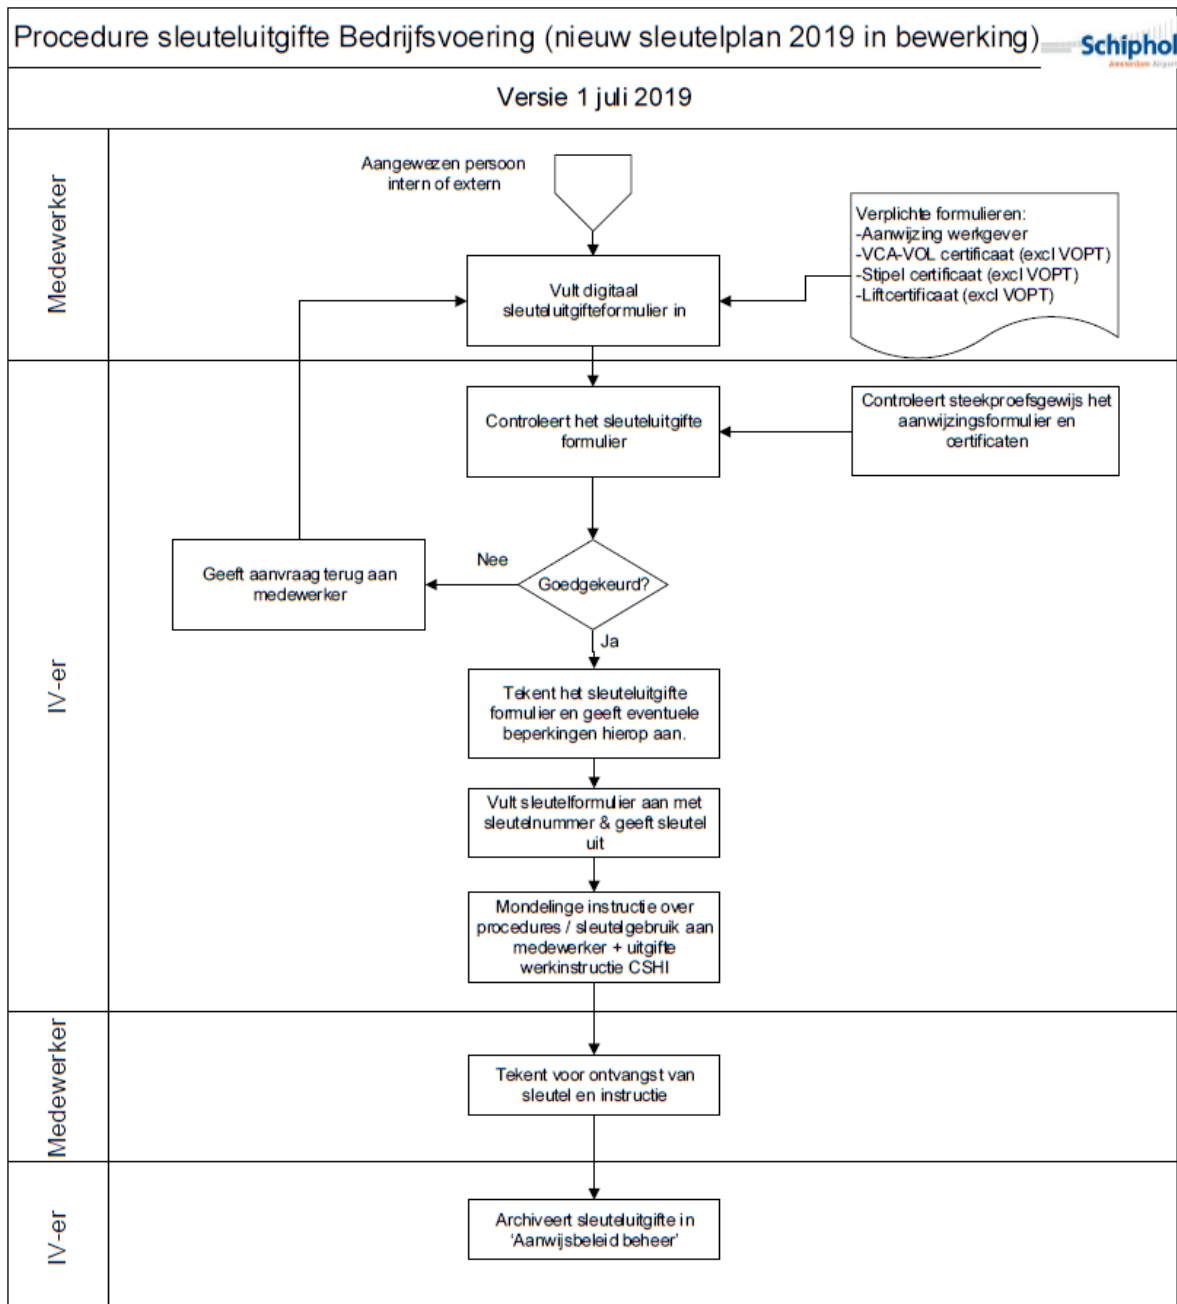 Procedure sleuteluitgifte Bedrijfsvoering (nieuw sleutelplan 2019 in bewerking)
Schiphol
Amsterdam Airport
Versie 1 juli 2019
Medewerker
Aangewezen persoon
intern of extern
Verplichte formulieren:
-Aanwijzing werkgever
-VCA-VOL certificaat (excl VOPT)
-Stipel certificaat (excl VOPT)
-Liftcertificaat (excl VOPT)
Vult digitaal
sleuteluitgifteformulier in
IV-er
Controleert het sleuteluitgifte
formulier
Controleert steekproefsgewijs het
aanwijzingsformulier en
certificaten
Geeft aanvraag terug aan
medewerker
Nee
Goedgekeurd?
Ja
Tekent het sleuteluitgifte
formulier en geeft eventuele
beperkingen hierop aan.
Vult sleutelformulier aan met
sleutelnummer & geeft sleutel
uit
Mondelinge instructie over
procedures / sleutelgebruik aan
medewerker + uitgifte
werkinstructie CSHI
Medewerker
Tekent voor ontvangst van
sleutel en instructie
IV-er
Archiveert sleuteluitgifte in
'Aanwijsbeleid beheer'